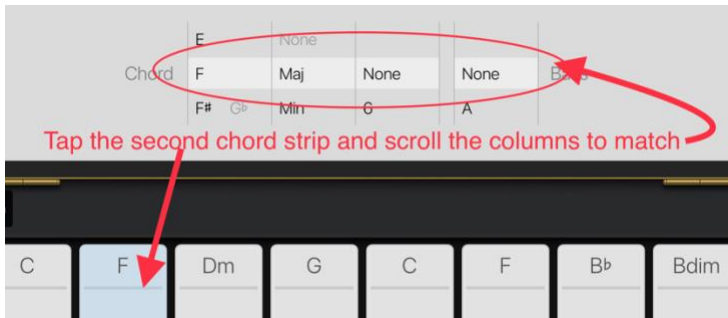 E None
Chord F Maj None None Bass
F# G♭ Min 6 A
Tap the second chord strip and scroll the columns to match
C F Dm G C F B♭ Bdim